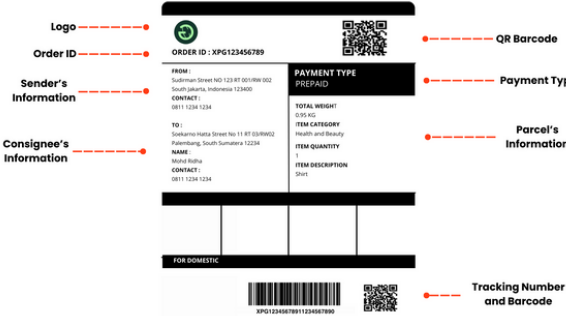 Logo
Order ID
Sender's
Information
Consignee's
Information
ORDER ID : XPG123456789
FROM :
Sudirman Street NO 123 RT 001/RW 002
South Jakarta, Indonesia 123400
CONTACT :
0811 1234 1234
TO :
Soekarno Hatta Street No 11 RT 03/RW02
Palembang, South Sumatera 12234
NAME :
Mohd Ridha
CONTACT :
0811 1234 1234
PAYMENT TYPE
PREPAID
TOTAL WEIGHT
0.95 KG
ITEM CATEGORY
Health and Beauty
ITEM QUANTITY
1
ITEM DESCRIPTION
Shirt
FOR DOMESTIC
XPG12345678911234567890
QR Barcode
Payment Typ
Parcel's
Information
Tracking Number
and Barcode